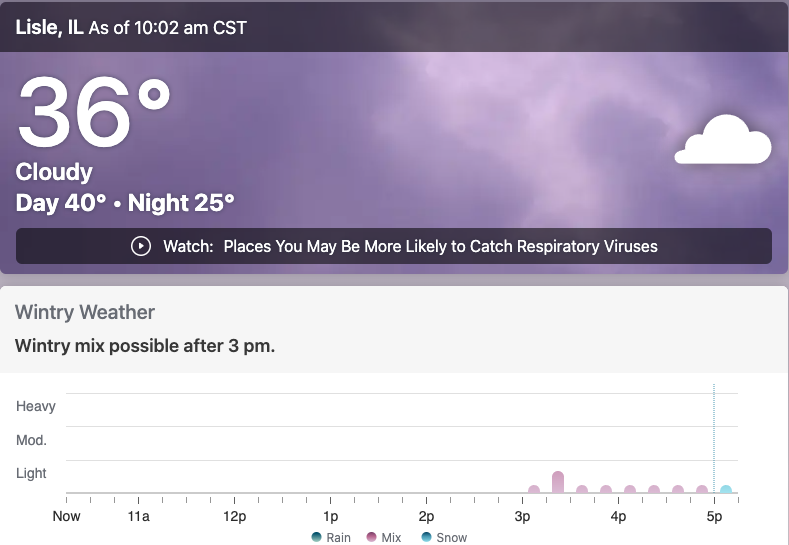 Lisle, IL As of 10:02 am CST
36°
Cloudy
Day 40° • Night 25°
Watch: Places You May Be More Likely to Catch Respiratory Viruses
Wintry Weather
Wintry mix possible after 3 pm.
Heavy
Mod.
Light
Now 11a 12p 1p 2p 3p 4p 5p
Rain Mix Snow